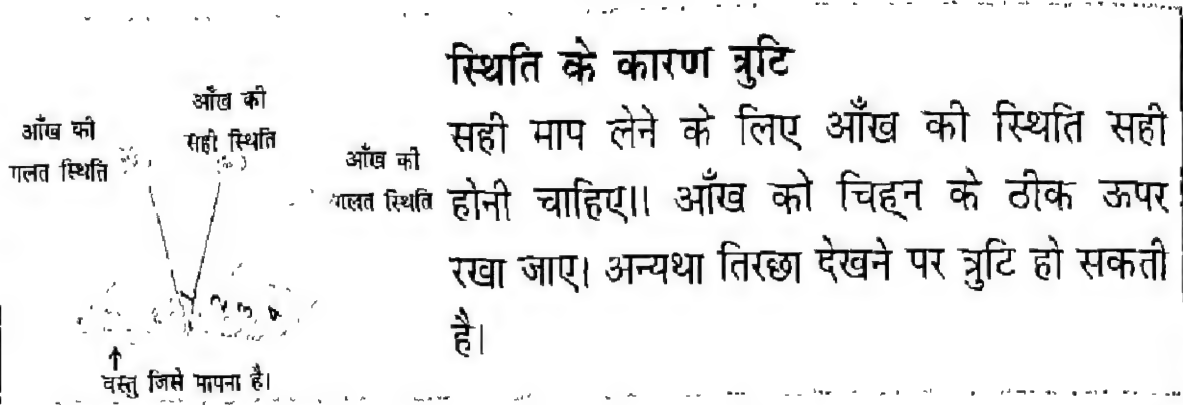 आँख की
गलत स्थिति
आँख की
सही स्थिति
आँख की
गलत स्थिति
वस्तु जिसे मापना है।
स्थिति के कारण त्रुटि
सही माप लेने के लिए आँख की स्थिति सही
होनी चाहिए॥ आँख को चिह्न के ठीक ऊपर
रखा जाए। अन्यथा तिरछा देखने पर त्रुटि हो सकती
है।